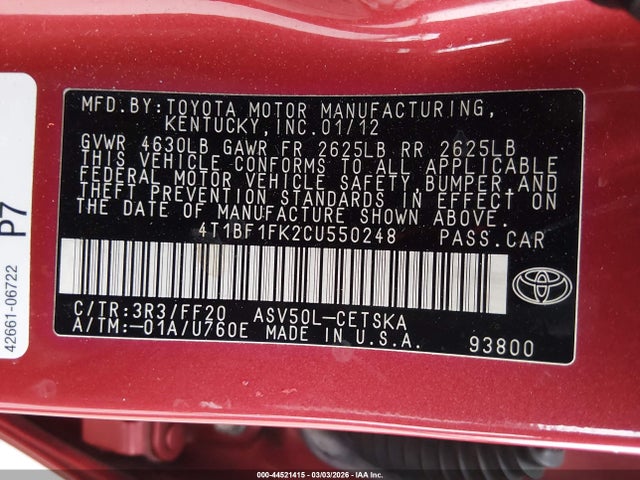 MFD.BY:TOYOTA MOTOR MANUFACTURING,
KENTUCKY,INC.01/12
GVWR 4630LB GAWR FR 2625LB RR 2625LB
THIS VEHICLE CONFORMS TO ALL APPLICABLE
FEDERAL MOTOR VEHICLE SAFETY,BUMPER,AND
THEFT PREVENTION STANDARDS IN EFFECT ON
THE DATE OF MANUFACTURE SHOWN ABOVE.
4T1BF1FK2CU550248 PASS.CAR
C/TR:3R3/FF20 ASV50L-CETSKA
A/TM:-01A/U760E MADE IN U.S.A. 93800
P7
42661-06722
000-44521415 - 03/03/2026 - IAA INC